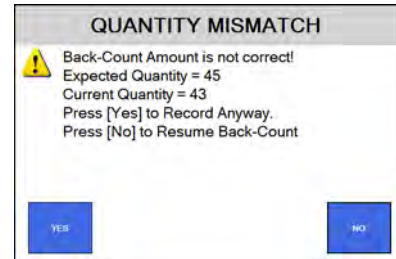 QUANTITY MISMATCH
Back-Count Amount is not correct!
Expected Quantity = 45
Current Quantity = 43
Press [Yes] to Record Anyway.
Press [No] to Resume Back-Count
YES
NO